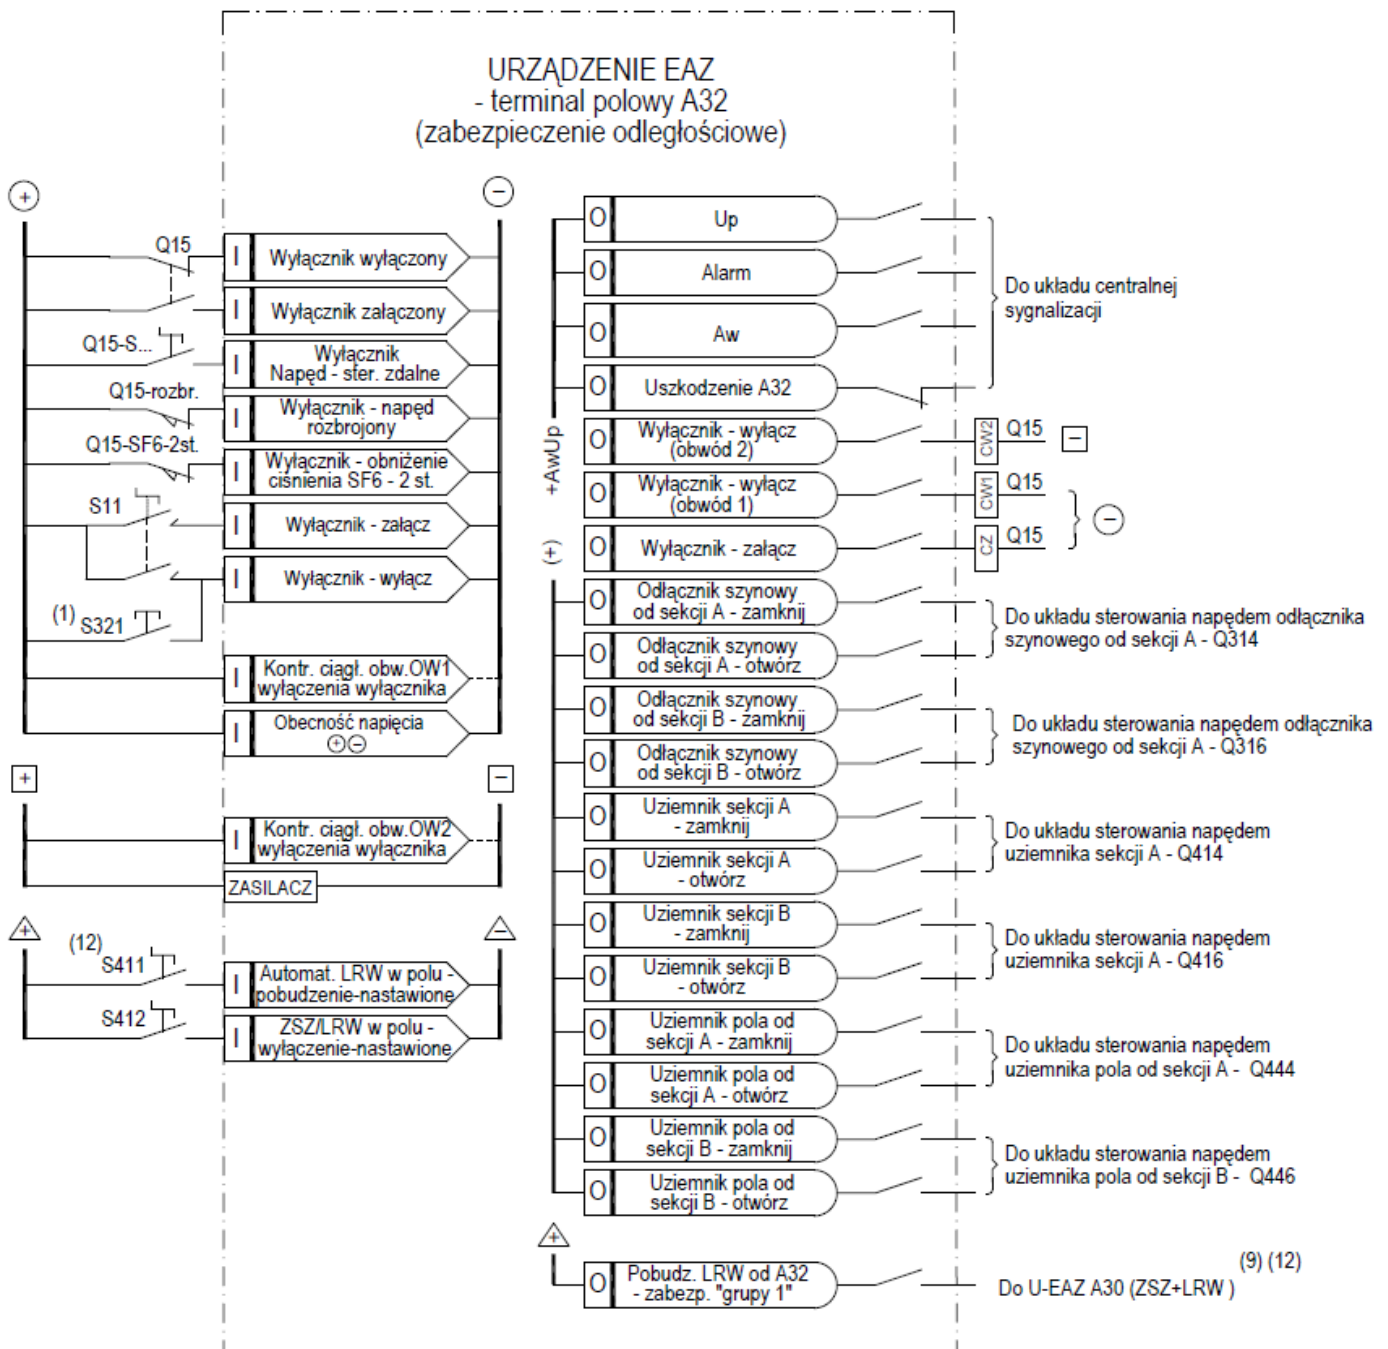 URZĄDZENIE EAZ
- terminal polowy A32
(zabezpieczenie odległościowe)
+
−
Q15
I Wyłącznik wyłączony
I Wyłącznik załączony
Q15-S...
I Wyłącznik
Napęd - ster. zdalne
Q15-rozbr.
I Wyłącznik - napęd
rozbrojony
Q15-SF6-2st.
I Wyłącznik - obniżenie
ciśnienia SF6 - 2 st.
S11
I Wyłącznik - załącz
I Wyłącznik - wyłącz
(1) S321
I Kontr. ciągł. obw.OW1
wyłączenia wyłącznika
I Obecność napięcia
+ −
+
−
I Kontr. ciągł. obw.OW2
wyłączenia wyłącznika
ZASILACZ
+
−
(12)
S411
I Automat. LRW w polu -
pobudzenie-nastawione
S412
I ZSZ/LRW w polu -
wyłączenie-nastawione
+AwUp
(+)
O Up
O Alarm
O Aw
O Uszkodzenie A32
Do układu centralnej
sygnalizacji
O Wyłącznik - wyłącz
(obwód 2)
CW2 Q15 −
O Wyłącznik - wyłącz
(obwód 1)
CW1 Q15
O Wyłącznik - załącz
CZ Q15
−
O Odłącznik szynowy
od sekcji A - zamknij
O Odłącznik szynowy
od sekcji A - otwórz
Do układu sterowania napędem odłącznika
szynowego od sekcji A - Q314
O Odłącznik szynowy
od sekcji B - zamknij
O Odłącznik szynowy
od sekcji B - otwórz
Do układu sterowania napędem odłącznika
szynowego od sekcji A - Q316
O Uziemnik sekcji A
- zamknij
O Uziemnik sekcji A
- otwórz
Do układu sterowania napędem
uziemnika sekcji A - Q414
O Uziemnik sekcji B
- zamknij
O Uziemnik sekcji B
- otwórz
Do układu sterowania napędem
uziemnika sekcji A - Q416
O Uziemnik pola od
sekcji A - zamknij
O Uziemnik pola od
sekcji A - otwórz
Do układu sterowania napędem
uziemnika pola od sekcji A - Q444
O Uziemnik pola od
sekcji B - zamknij
O Uziemnik pola od
sekcji B - otwórz
Do układu sterowania napędem
uziemnika pola od sekcji B - Q446
+
O Pobudz. LRW od A32
- zabezp. "grupy 1"
(9) (12)
Do U-EAZ A30 (ZSZ+LRW )